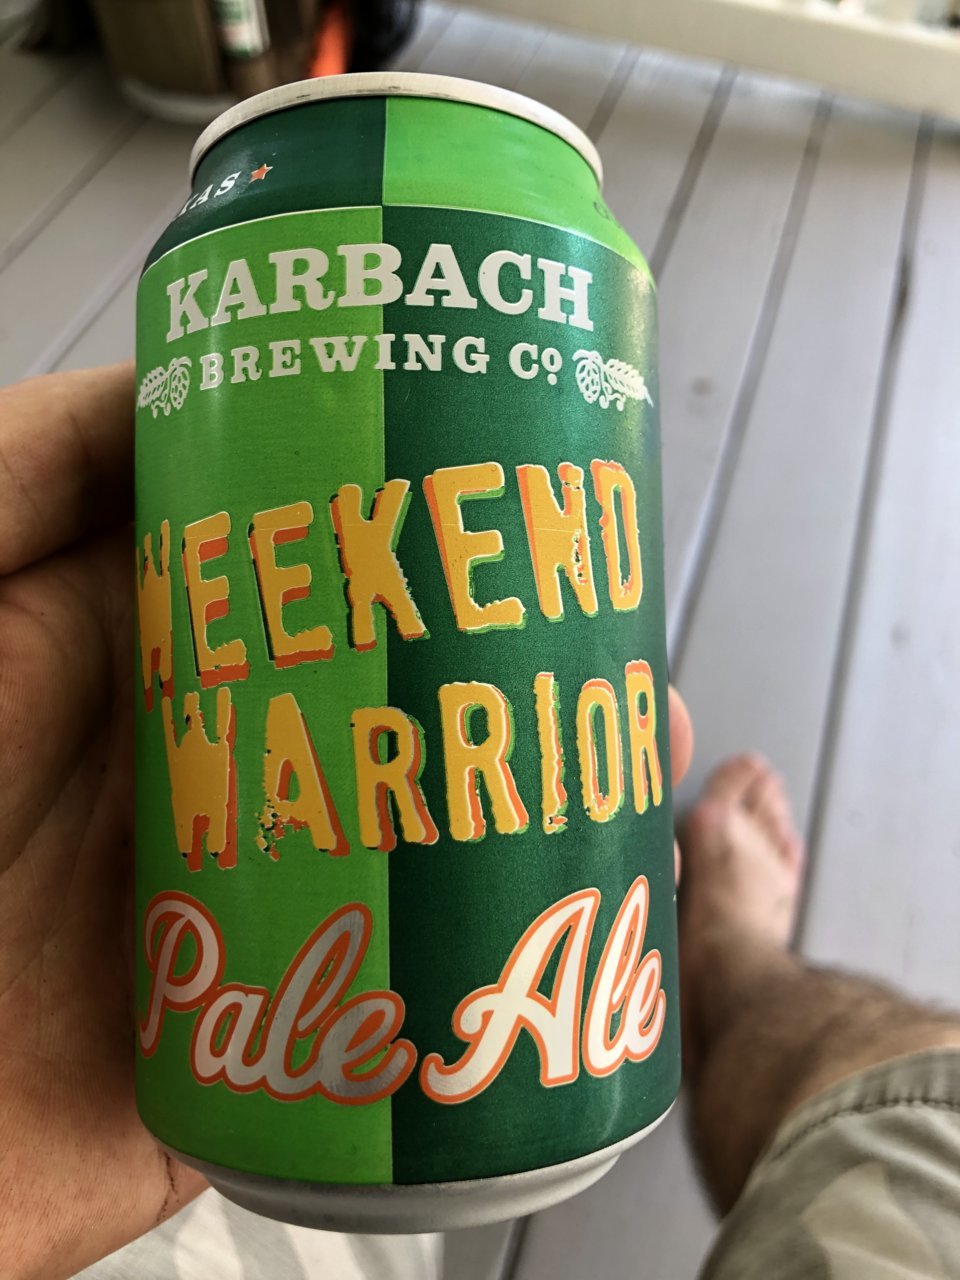 KARBACH
BREWING Co
WEEKEND
WARRIOR
Pale Ale